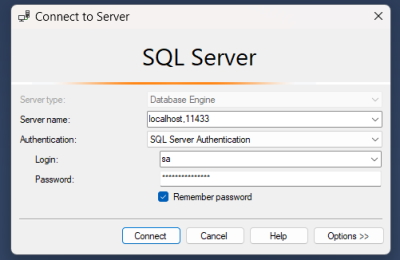 Connect to Server
SQL Server
Server type: Database Engine
Server name: localhost,11433
Authentication: SQL Server Authentication
Login: sa
Password: ***************
Remember password
Connect Cancel Help Options >>